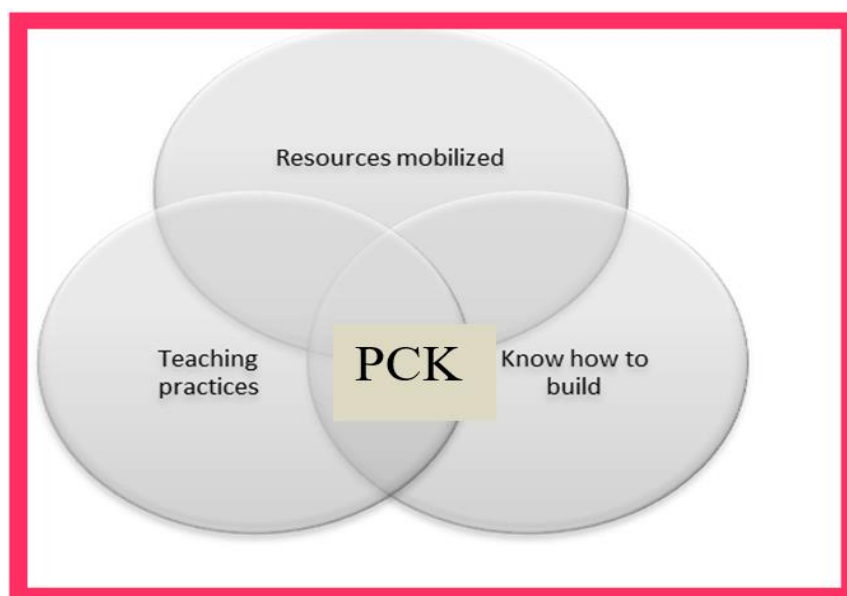 Resources mobilized
Teaching
practices
PCK
Know how to
build